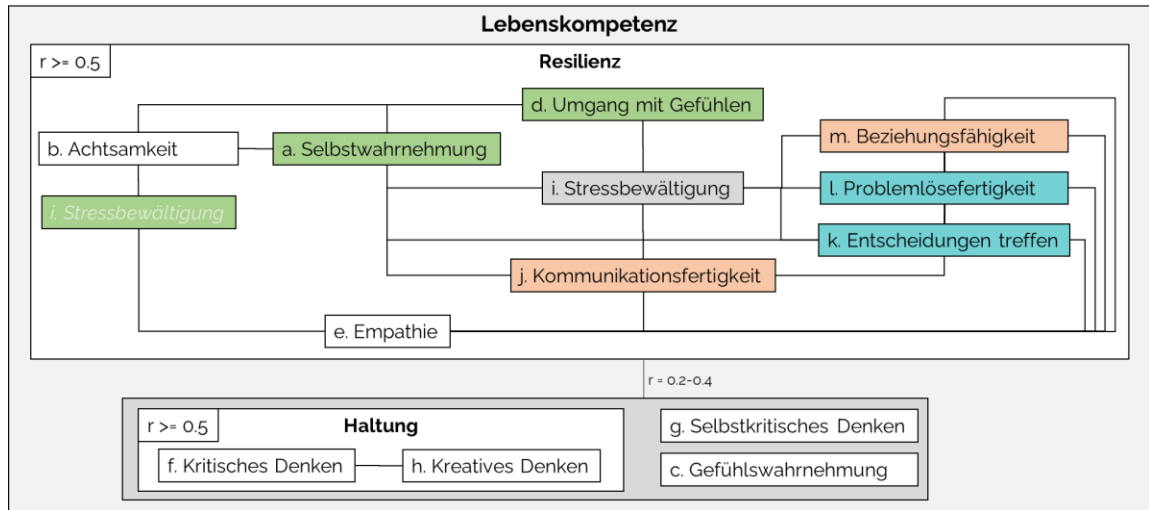 Lebenskompetenz
r >= 0.5
Resilienz
d. Umgang mit Gefühlen
b. Achtsamkeit
a. Selbstwahrnehmung
m. Beziehungsfähigkeit
i. Stressbewältigung
i. Stressbewältigung
l. Problemlösefertigkeit
k. Entscheidungen treffen
j. Kommunikationsfertigkeit
e. Empathie
r = 0.2-0.4
r >= 0.5
Haltung
f. Kritisches Denken
h. Kreatives Denken
g. Selbstkritisches Denken
c. Gefühlswahrnehmung